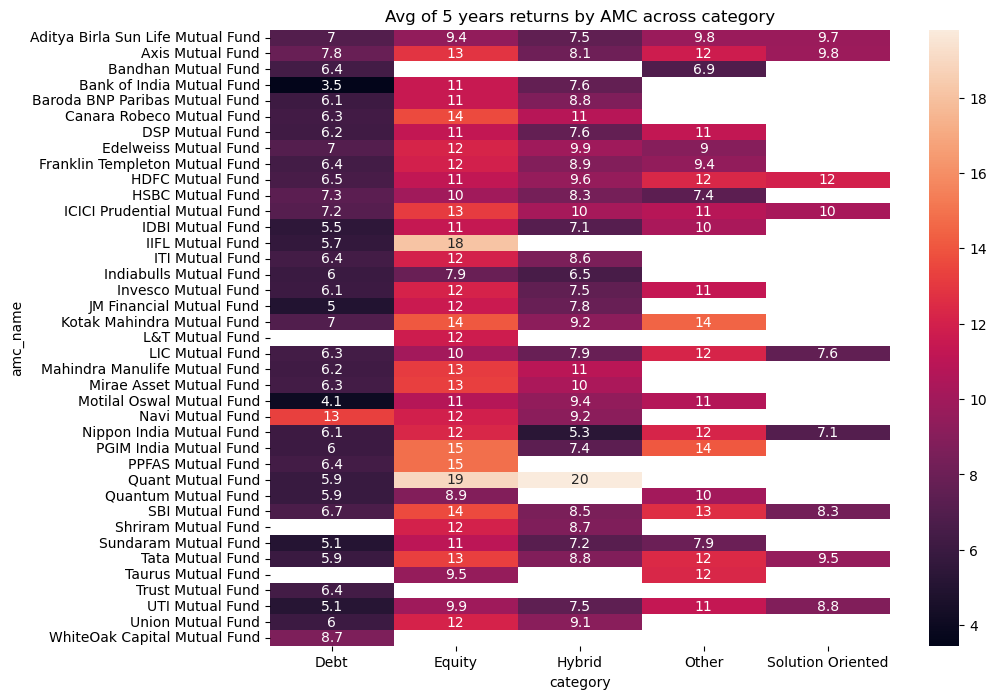 Avg of 5 years returns by AMC across category
Aditya Birla Sun Life Mutual Fund 7 9.4 7.5 9.8 9.7
Axis Mutual Fund 7.8 13 8.1 12 9.8
Bandhan Mutual Fund 6.4 6.9
Bank of India Mutual Fund 3.5 11 7.6
Baroda BNP Paribas Mutual Fund 6.1 11 8.8
Canara Robeco Mutual Fund 6.3 14 11
DSP Mutual Fund 6.2 11 7.6 11
Edelweiss Mutual Fund 7 12 9.9 9
Franklin Templeton Mutual Fund 6.4 12 8.9 9.4
HDFC Mutual Fund 6.5 11 9.6 12 12
HSBC Mutual Fund 7.3 10 8.3 7.4
ICICI Prudential Mutual Fund 7.2 13 10 11 10
IDBI Mutual Fund 5.5 11 7.1 10
IIFL Mutual Fund 5.7 18
ITI Mutual Fund 6.4 12 8.6
Indiabulls Mutual Fund 6 7.9 6.5
Invesco Mutual Fund 6.1 12 7.5 11
JM Financial Mutual Fund 5 12 7.8
Kotak Mahindra Mutual Fund 7 14 9.2 14
L&T Mutual Fund 12
LIC Mutual Fund 6.3 10 7.9 12 7.6
Mahindra Manulife Mutual Fund 6.2 13 11
Mirae Asset Mutual Fund 6.3 13 10
Motilal Oswal Mutual Fund 4.1 11 9.4 11
Navi Mutual Fund 13 12 9.2
Nippon India Mutual Fund 6.1 12 5.3 12 7.1
PGIM India Mutual Fund 6 15 7.4 14
PPFAS Mutual Fund 6.4 15
Quant Mutual Fund 5.9 19 20
Quantum Mutual Fund 5.9 8.9 10
SBI Mutual Fund 6.7 14 8.5 13 8.3
Shriram Mutual Fund 12 8.7
Sundaram Mutual Fund 5.1 11 7.2 7.9
Tata Mutual Fund 5.9 13 8.8 12 9.5
Taurus Mutual Fund 9.5 12
Trust Mutual Fund 6.4
UTI Mutual Fund 5.1 9.9 7.5 11 8.8
Union Mutual Fund 6 12 9.1
WhiteOak Capital Mutual Fund 8.7
Debt Equity Hybrid Other Solution Oriented
category
amc_name
18
16
14
12
10
8
6
4